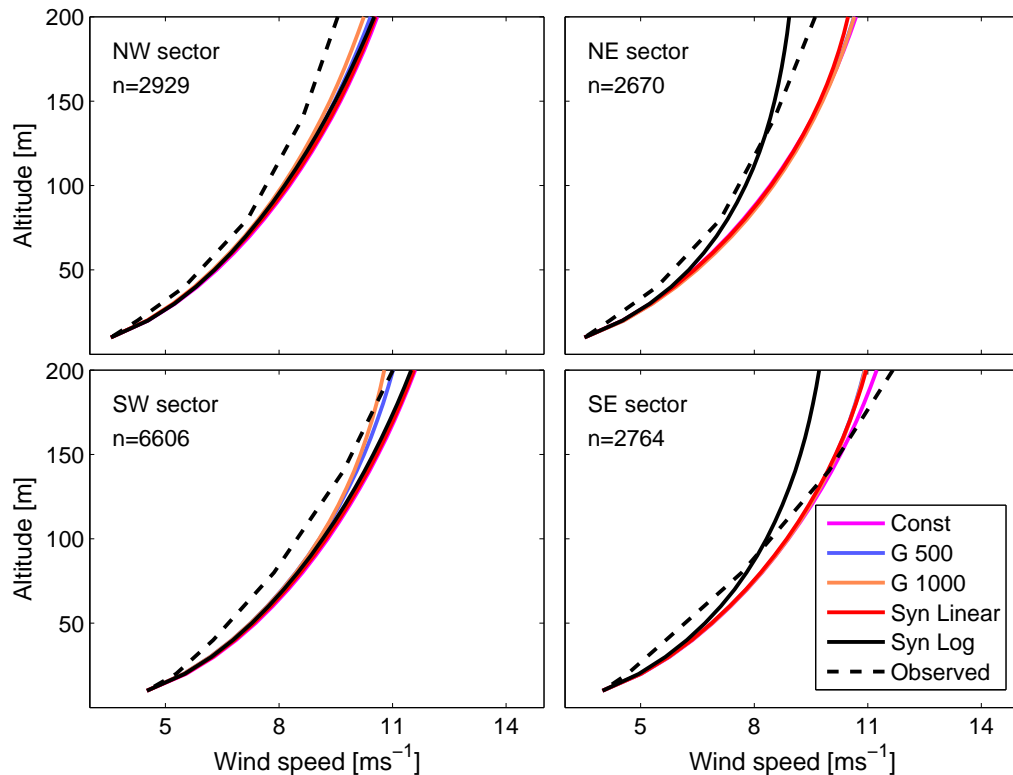 200
150
100
50
Altitude [m]
NW sector
n=2929
NE sector
n=2670
200
150
100
50
Altitude [m]
SW sector
n=6606
SE sector
n=2764
Const
G 500
G 1000
Syn Linear
Syn Log
Observed
5 8 11 14
5 8 11 14
Wind speed [ms⁻¹]
Wind speed [ms⁻¹]